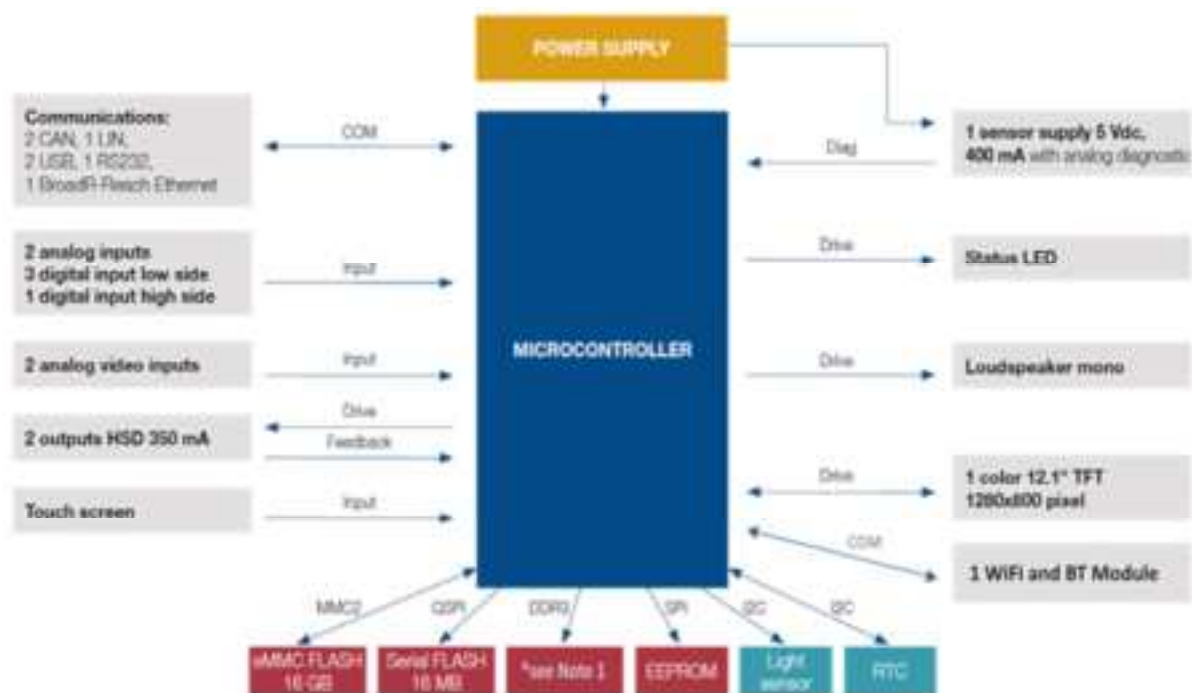 POWER SUPPLY
Communications:
2 CAN, 1 LIN,
2 USB, 1 RS232,
1 BroadR-Reach Ethernet
COM
1 sensor supply 5 Vdc,
400 mA with analog diagnostic
Diag
2 analog inputs
3 digital input low side
1 digital input high side
Input
Drive
Status LED
MICROCONTROLLER
2 analog video inputs
Input
Drive
Loudspeaker mono
2 outputs HSD 350 mA
Drive
Feedback
Drive
1 color 12.1" TFT
1280x800 pixel
Touch screen
Input
COM
1 WiFi and BT Module
MMC2
QSPI
DDR3
SPI
I2C
I2C
eMMC FLASH
16 GB
Serial FLASH
16 MB
*see Note 1
EEPROM
Light
sensor
RTC